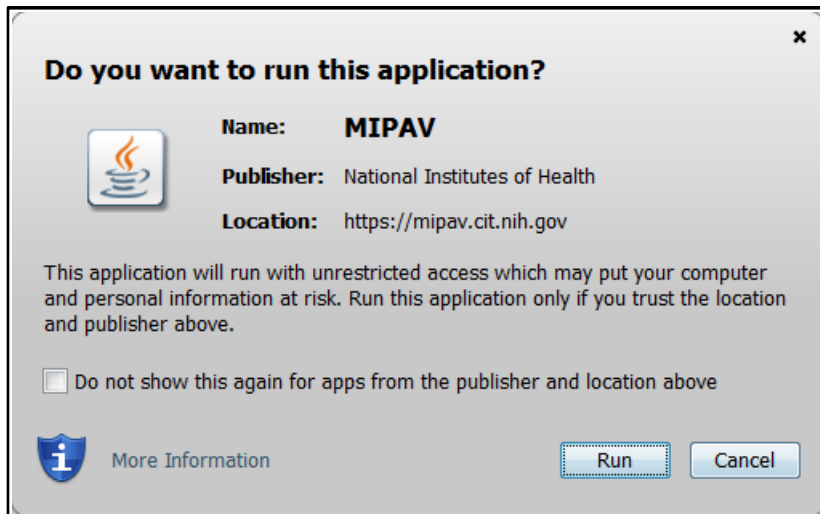 Do you want to run this application?
Name: MIPAV
Publisher: National Institutes of Health
Location: https://mipav.cit.nih.gov
This application will run with unrestricted access which may put your computer
and personal information at risk. Run this application only if you trust the location
and publisher above.
Do not show this again for apps from the publisher and location above
More Information Run Cancel